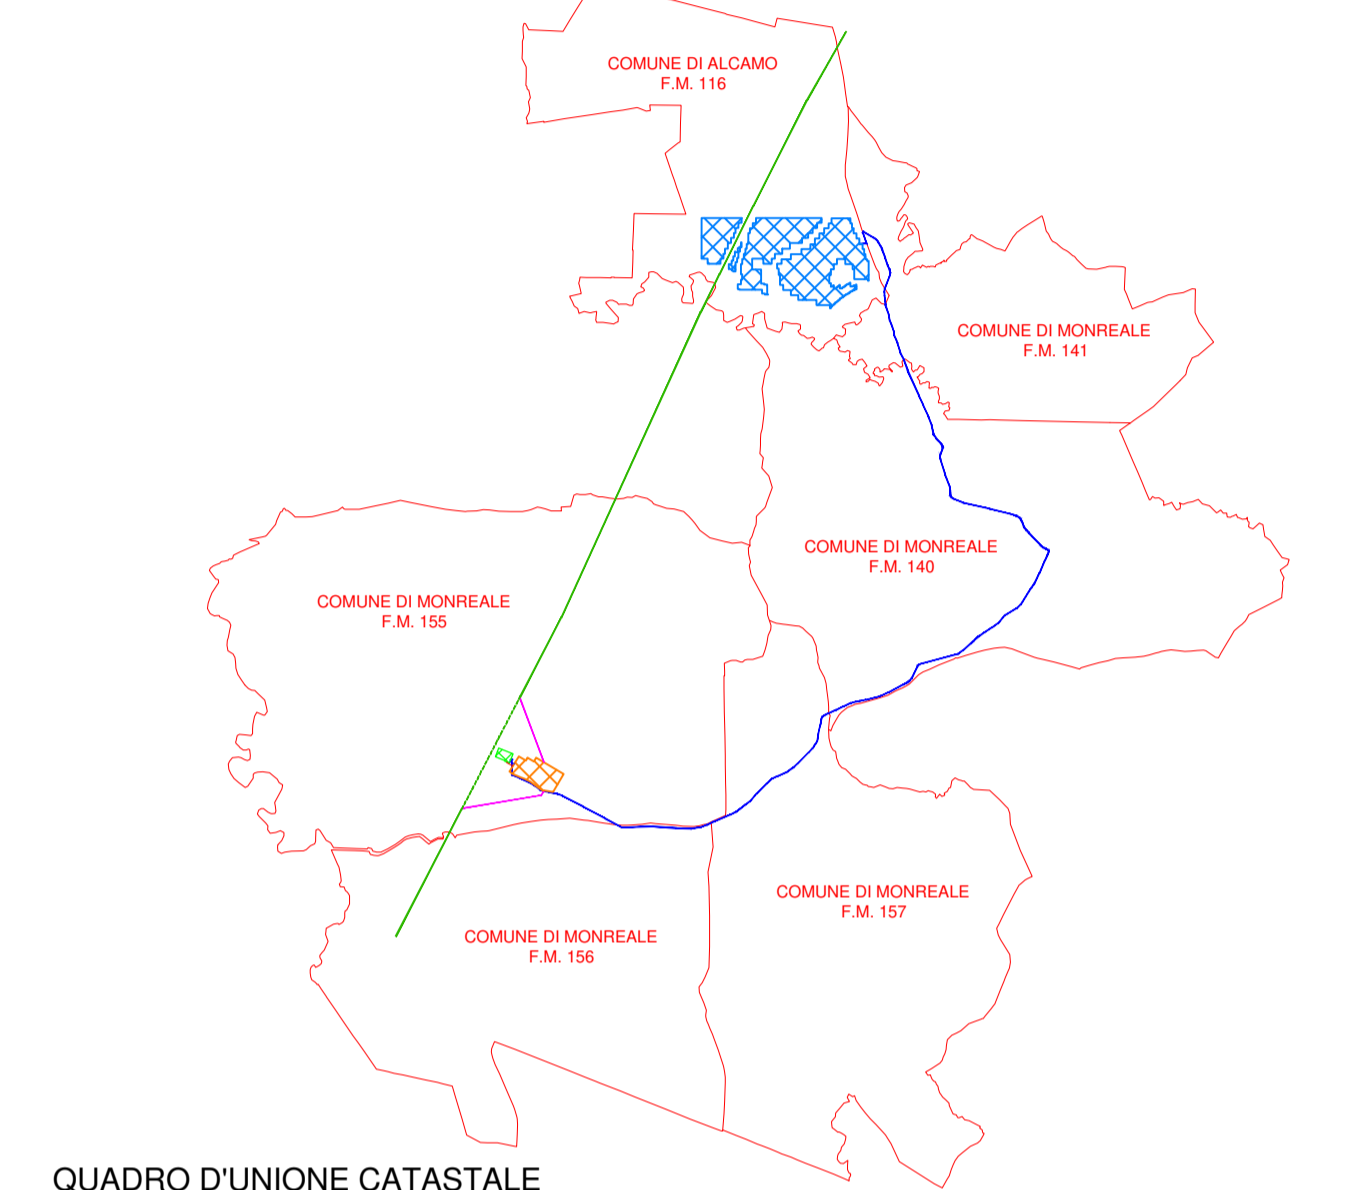 COMUNE DI ALCAMO
F.M. 116
COMUNE DI MONREALE
F.M. 141
COMUNE DI MONREALE
F.M. 140
COMUNE DI MONREALE
F.M. 155
COMUNE DI MONREALE
F.M. 157
COMUNE DI MONREALE
F.M. 156
QUADRO D'UNIONE CATASTALE